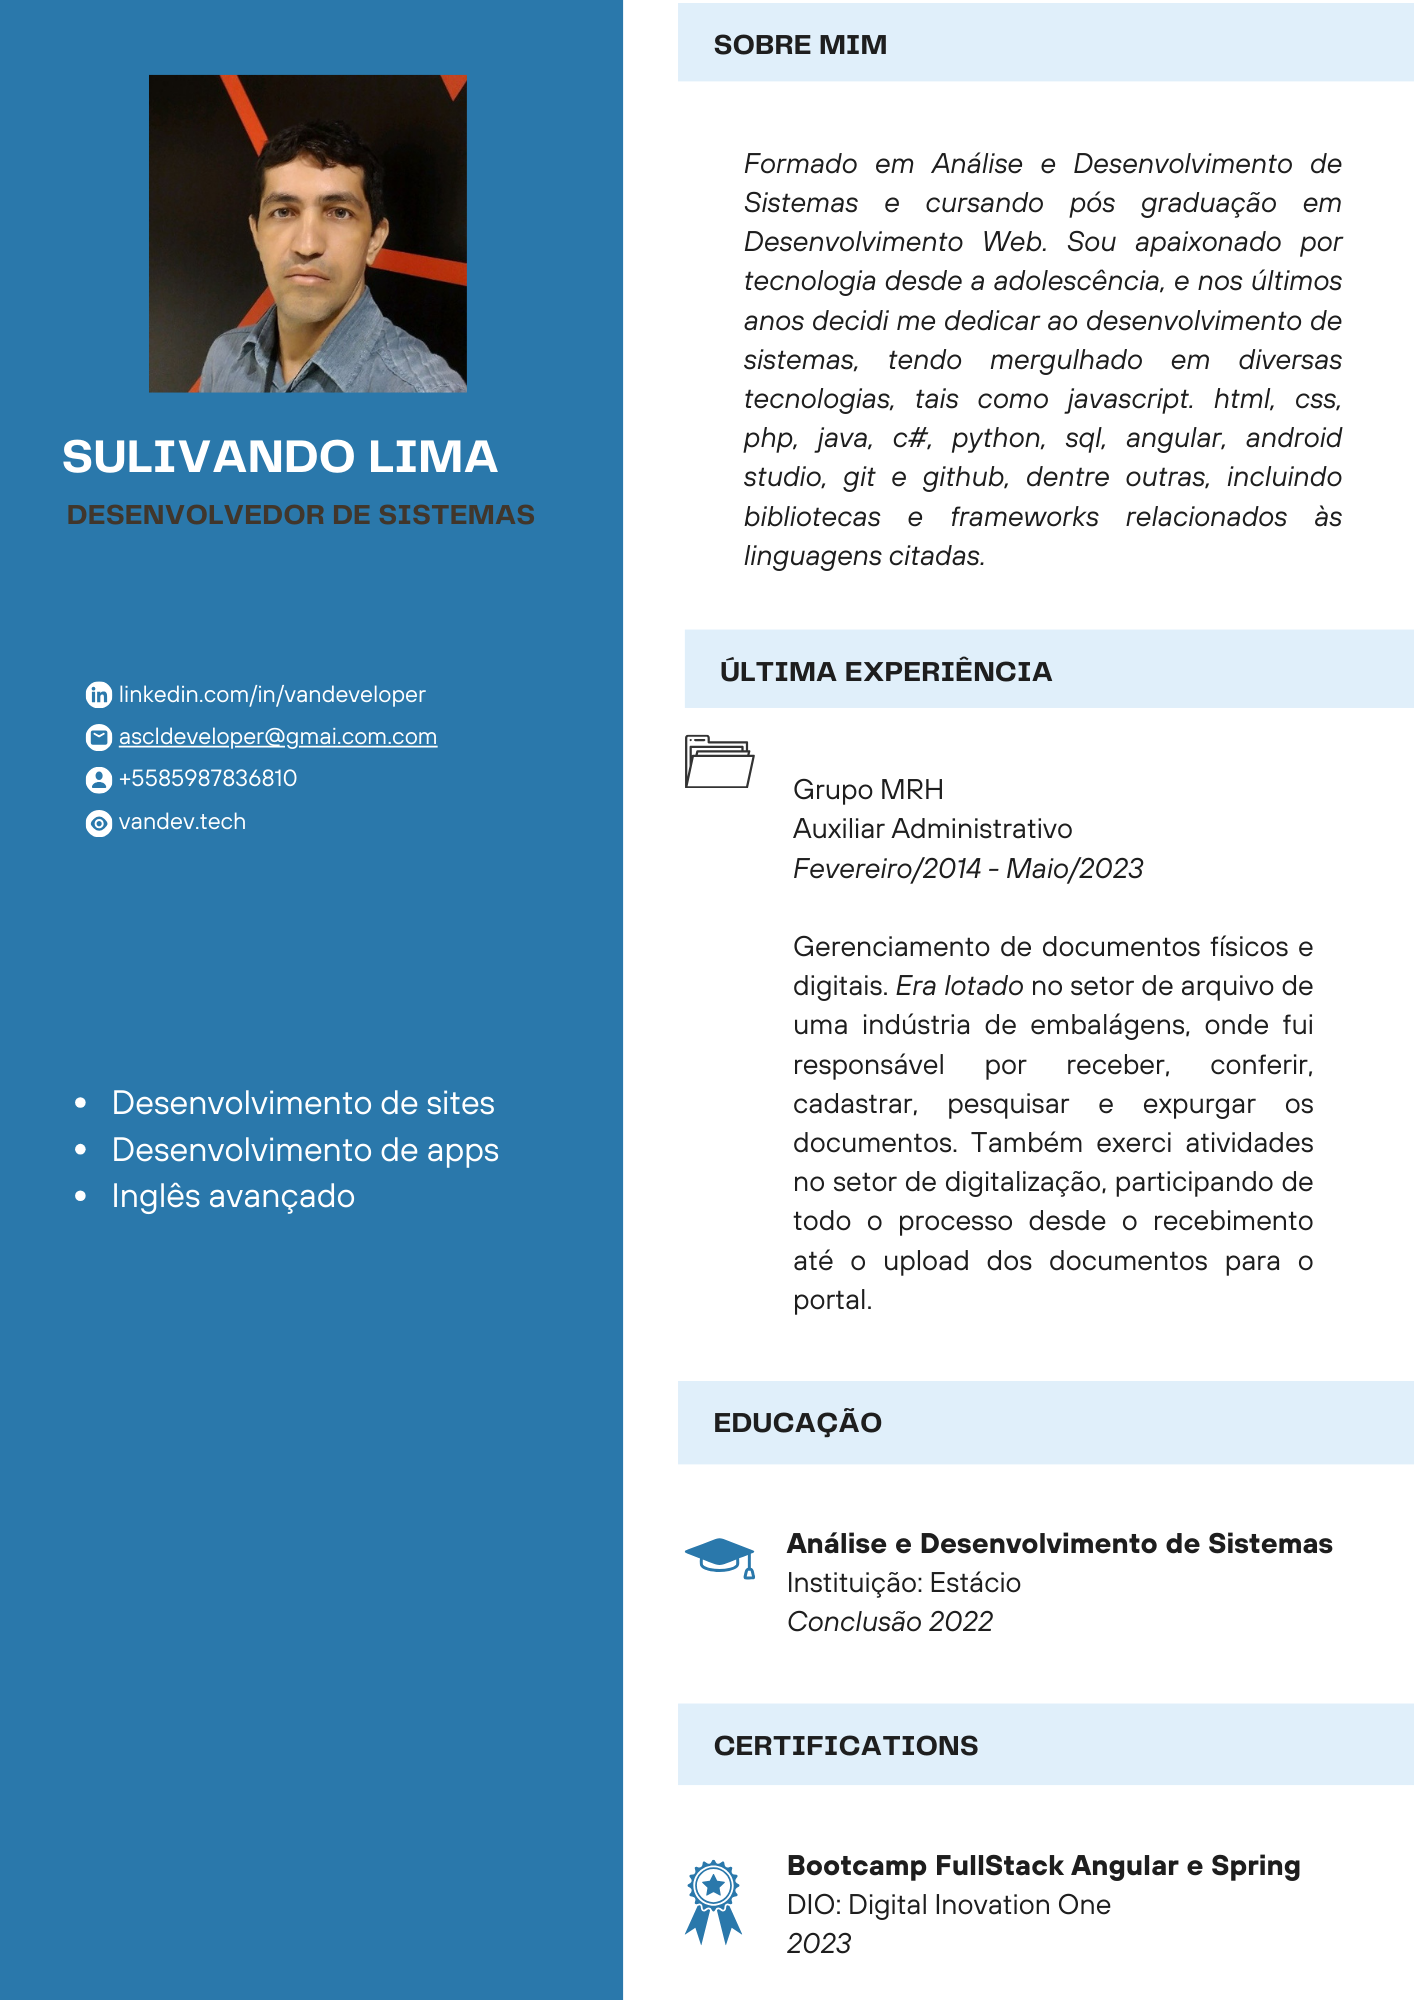 SULIVANDO LIMA
DESENVOLVEDOR DE SISTEMAS
linkedin.com/in/vandeveloper
ascldeveloper@gmai.com.com
+5585987836810
vandev.tech
Desenvolvimento de sites
Desenvolvimento de apps
Inglês avançado
SOBRE MIM
Formado em Análise e Desenvolvimento de
Sistemas e cursando pós graduação em
Desenvolvimento Web. Sou apaixonado por
tecnologia desde a adolescência, e nos últimos
anos decidi me dedicar ao desenvolvimento de
sistemas, tendo mergulhado em diversas
tecnologias, tais como javascript. html, css,
php, java, c#, python, sql, angular, android
studio, git e github, dentre outras, incluindo
bibliotecas e frameworks relacionados às
linguagens citadas.
ÚLTIMA EXPERIÊNCIA
Grupo MRH
Auxiliar Administrativo
Fevereiro/2014 - Maio/2023
Gerenciamento de documentos físicos e
digitais. Era lotado no setor de arquivo de
uma indústria de embalágens, onde fui
responsável por receber, conferir,
cadastrar, pesquisar e expurgar os
documentos. Também exerci atividades
no setor de digitalização, participando de
todo o processo desde o recebimento
até o upload dos documentos para o
portal.
EDUCAÇÃO
Análise e Desenvolvimento de Sistemas
Instituição: Estácio
Conclusão 2022
CERTIFICATIONS
Bootcamp FullStack Angular e Spring
DIO: Digital Inovation One
2023